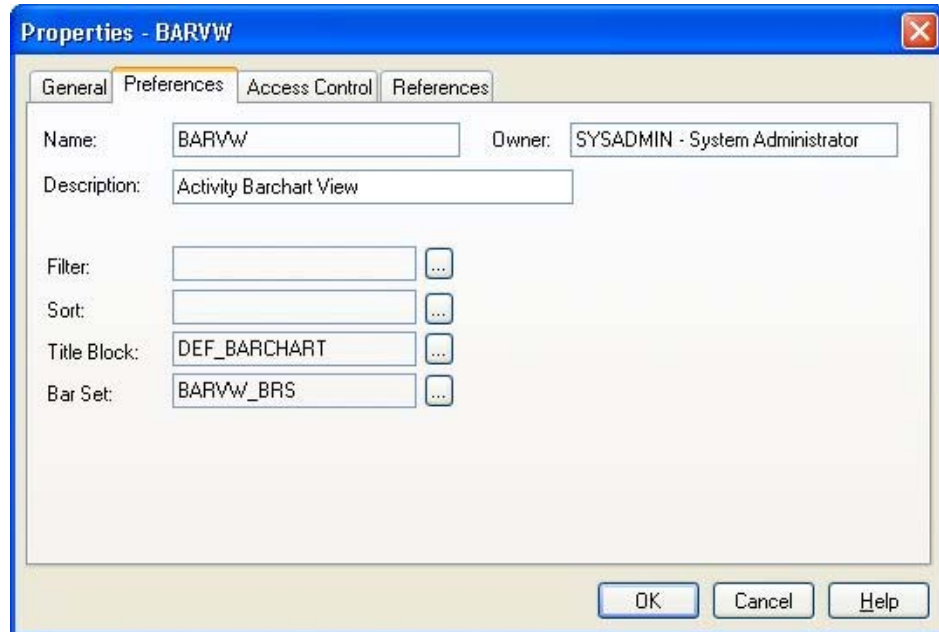 Properties - BARVW
General Preferences Access Control References
Name: BARVW Owner: SYSADMIN - System Administrator
Description: Activity Barchart View
Filter: ...
Sort: ...
Title Block: DEF_BARCHART ...
Bar Set: BARVW_BRS ...
OK Cancel Help